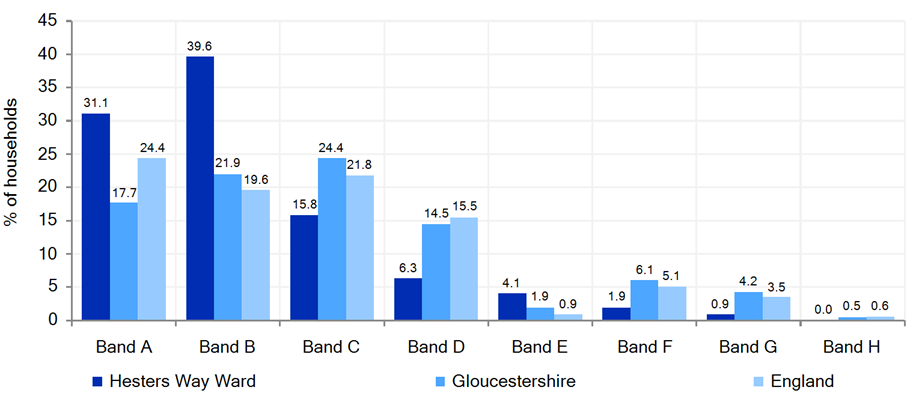 % of households
45
40
35
30
25
20
15
10
5
0
31.1 17.7 24.4
39.6 21.9 19.6
15.8 24.4 21.8
6.3 14.5 15.5
4.1 1.9 0.9
1.9 6.1 5.1
0.9 4.2 3.5
0.0 0.5 0.6
Band A Band B Band C Band D Band E Band F Band G Band H
Hesters Way Ward Gloucestershire England